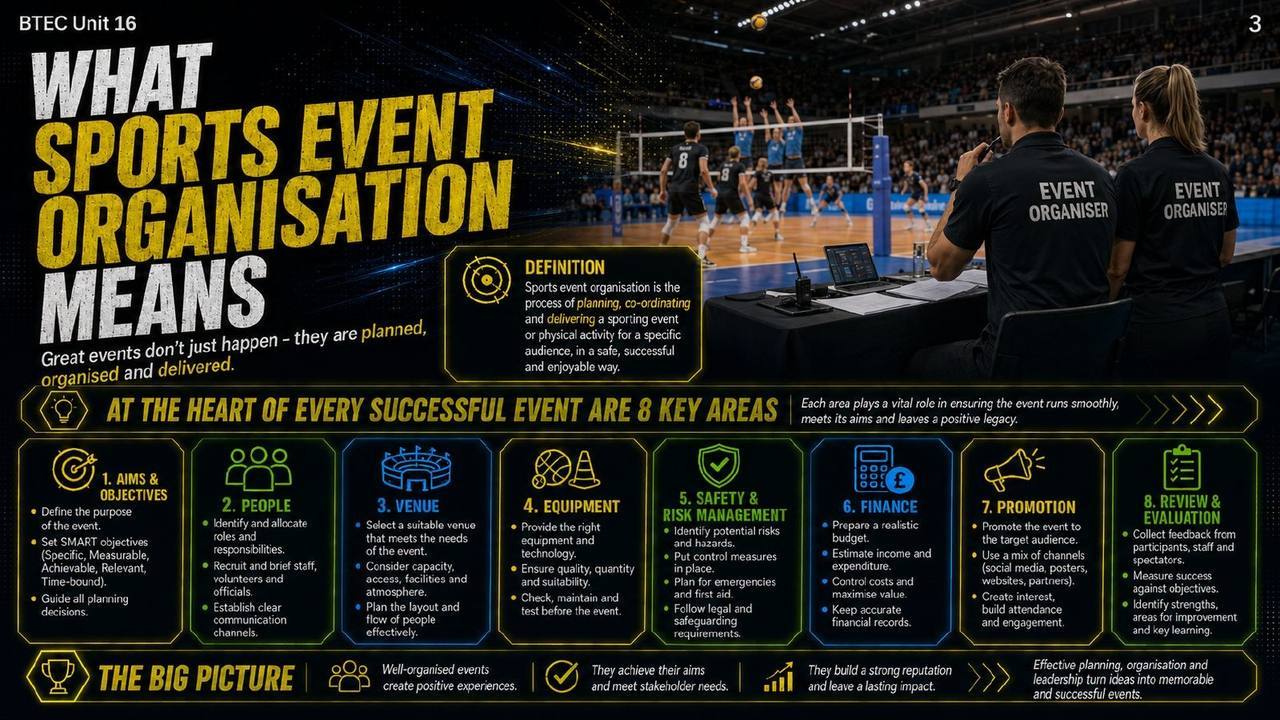 BTEC Unit 16
3
WHAT
SPORTS EVENT
ORGANISATION
MEANS
Great events don't just happen – they are planned,
organised and delivered.
EVENT
ORGANISER
EVENT
ORGANISER
8
8
DEFINITION
Sports event organisation is the
process of planning, co-ordinating
and delivering a sporting event
or physical activity for a specific
audience, in a safe, successful
and enjoyable way.
AT THE HEART OF EVERY SUCCESSFUL EVENT ARE 8 KEY AREAS
Each area plays a vital role in ensuring the event runs smoothly,
meets its aims and leaves a positive legacy.
1. AIMS &
OBJECTIVES
• Define the purpose
of the event.
• Set SMART objectives
(Specific, Measurable,
Achievable, Relevant,
Time-bound).
• Guide all planning
decisions.
2. PEOPLE
• Identify and allocate
roles and
responsibilities.
• Recruit and brief staff,
volunteers and
officials.
• Establish clear
communication
channels.
3. VENUE
• Select a suitable venue
that meets the needs
of the event.
• Consider capacity,
access, facilities and
atmosphere.
• Plan the layout and
flow of people
effectively.
4. EQUIPMENT
• Provide the right
equipment and
technology.
• Ensure quality, quantity
and suitability.
• Check, maintain and
test before the event.
5. SAFETY &
RISK MANAGEMENT
• Identify potential risks
and hazards.
• Put control measures
in place.
• Plan for emergencies
and first aid.
• Follow legal and
safeguarding
requirements.
£
6. FINANCE
• Prepare a realistic
budget.
• Estimate income and
expenditure.
• Control costs and
maximise value.
• Keep accurate
financial records.
7. PROMOTION
• Promote the event to
the target audience.
• Use a mix of channels
(social media, posters,
websites, partners).
• Create interest,
build attendance
and engagement.
8. REVIEW &
EVALUATION
• Collect feedback from
participants, staff and
spectators.
• Measure success
against objectives.
• Identify strengths,
areas for improvement
and key learning.
THE BIG PICTURE
Well-organised events
create positive experiences.
They achieve their aims
and meet stakeholder needs.
They build a strong reputation
and leave a lasting impact.
Effective planning, organisation and
leadership turn ideas into memorable
and successful events.